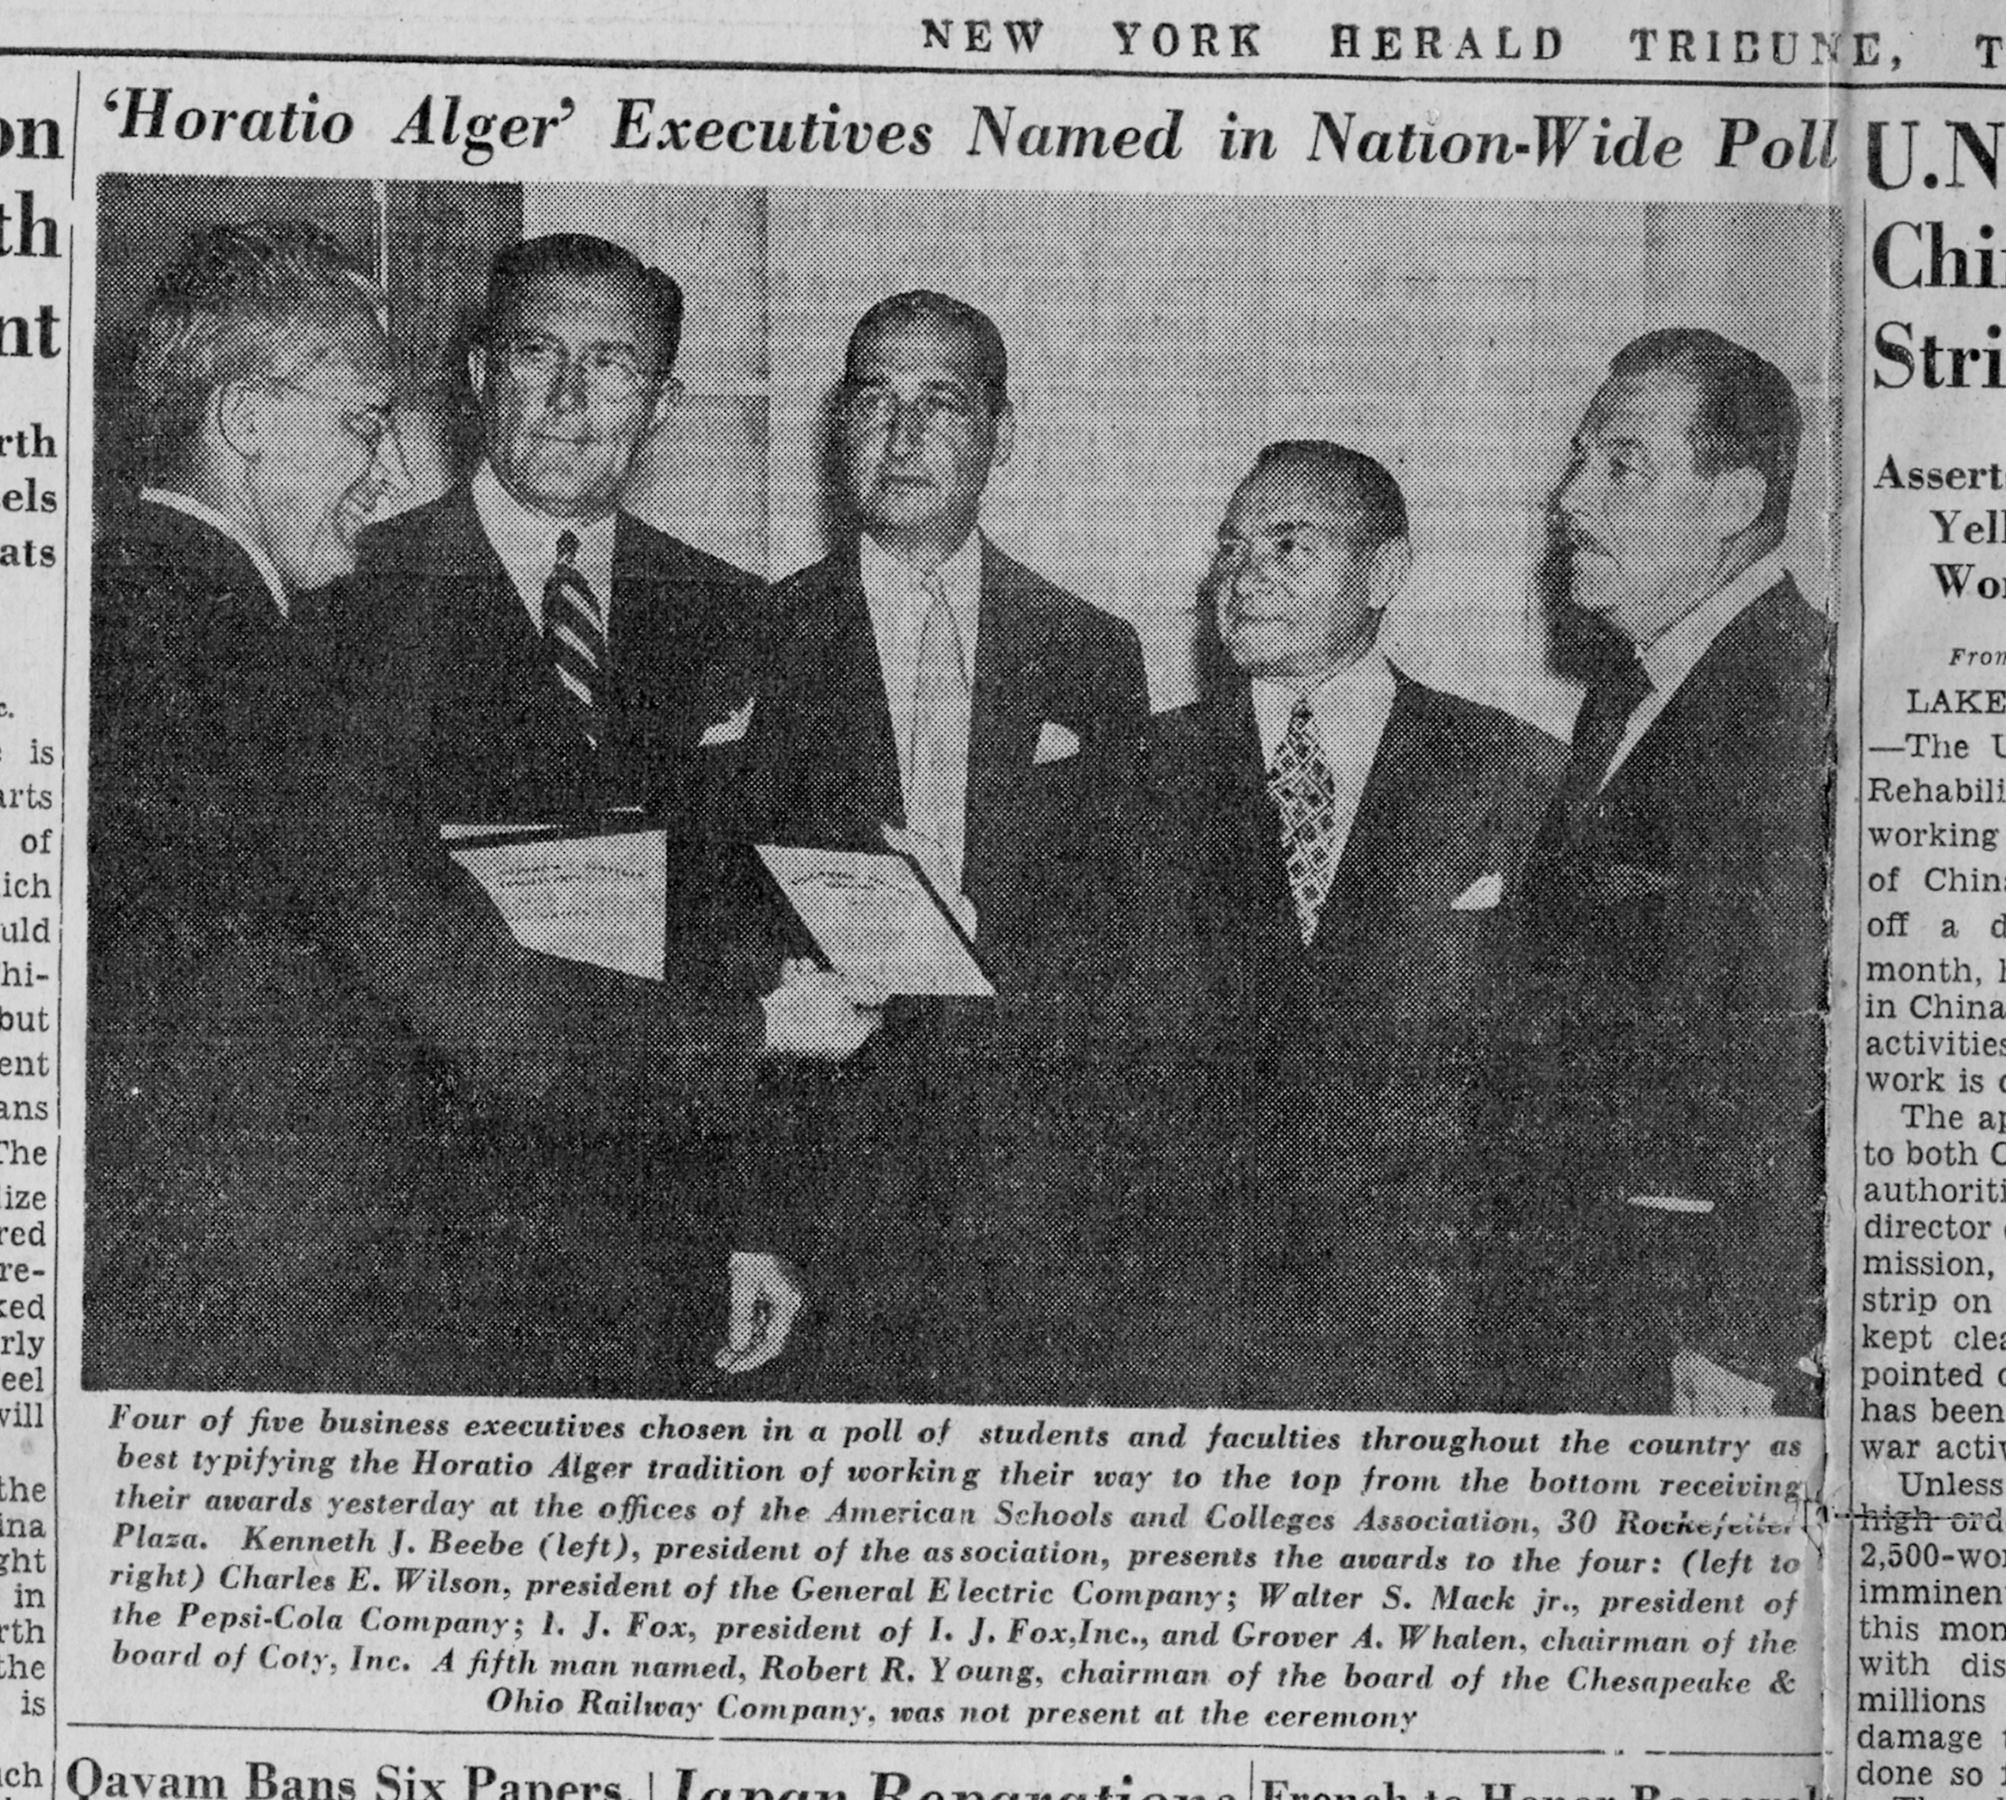 NEW YORK HERALD TRIBUNE, T
on
th
nt
rth
els
ats
c.
is
arts
of
ich
uld
hi-
but
ent
ans
The
lize
red
re-
ked
rly
eel
will
the
ina
ght
in
rth
the
is
ach
'Horatio Alger' Executives Named in Nation-Wide Poll
Four of five business executives chosen in a poll of students and faculties throughout the country as
best typifying the Horatio Alger tradition of working their way to the top from the bottom receiving
their awards yesterday at the offices of the American Schools and Colleges Association, 30 Rockefeller
Plaza. Kenneth J. Beebe (left), president of the association, presents the awards to the four: (left to
right) Charles E. Wilson, president of the General Electric Company; Walter S. Mack jr., president of
the Pepsi-Cola Company; I. J. Fox, president of I. J. Fox,Inc., and Grover A. Whalen, chairman of the
board of Coty, Inc. A fifth man named, Robert R. Young, chairman of the board of the Chesapeake &
Ohio Railway Company, was not present at the ceremony
Qavam Bans Six Papers,
Japan Reparations
French to Honor Roosevelt
U.N
Chi
Stri
Assert
Yell
Wor
From
LAKE
—The U
Rehabili
working
of China
off a d
month, h
in China
activities
work is c
The ap
to both C
authoriti
director
mission,
strip on
kept clea
pointed
has been
war activ
Unless
high ord
2,500-wor
imminen
this mon
with dis
millions
damage t
done so